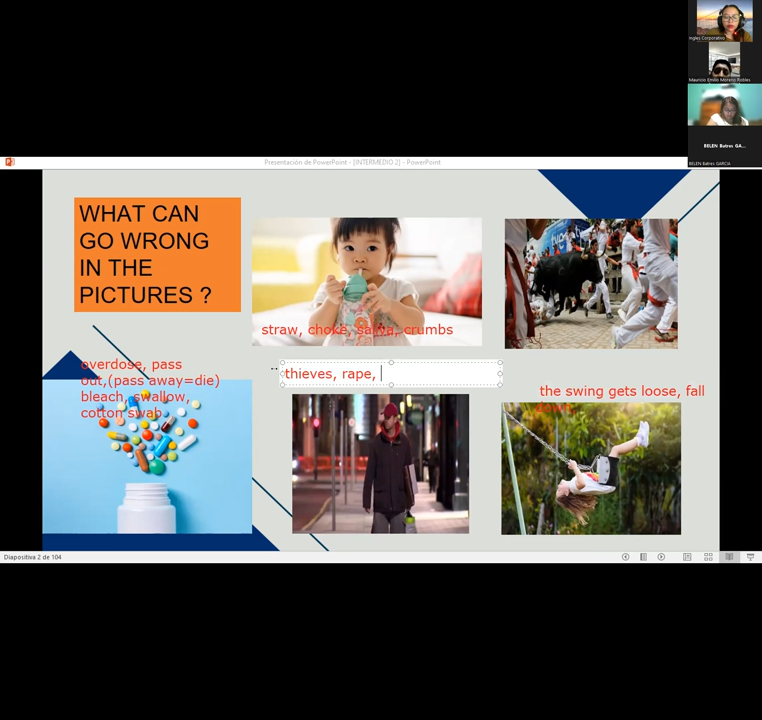 Ingley Corporativo
Mauricio Emilio Moreno Robles
BELEN Batres GA...
BELEN Batres GARCIA
Presentación de PowerPoint - [INTERMEDIO 2] - PowerPoint
WHAT CAN
GO WRONG
IN THE
PICTURES ?
straw, choke, saliva, crumbs
overdose, pass
out,(pass away=die)
bleach, swallow,
cotton swab
thieves, rape,
the swing gets loose, fall
down,
Diapositiva 2 de 104